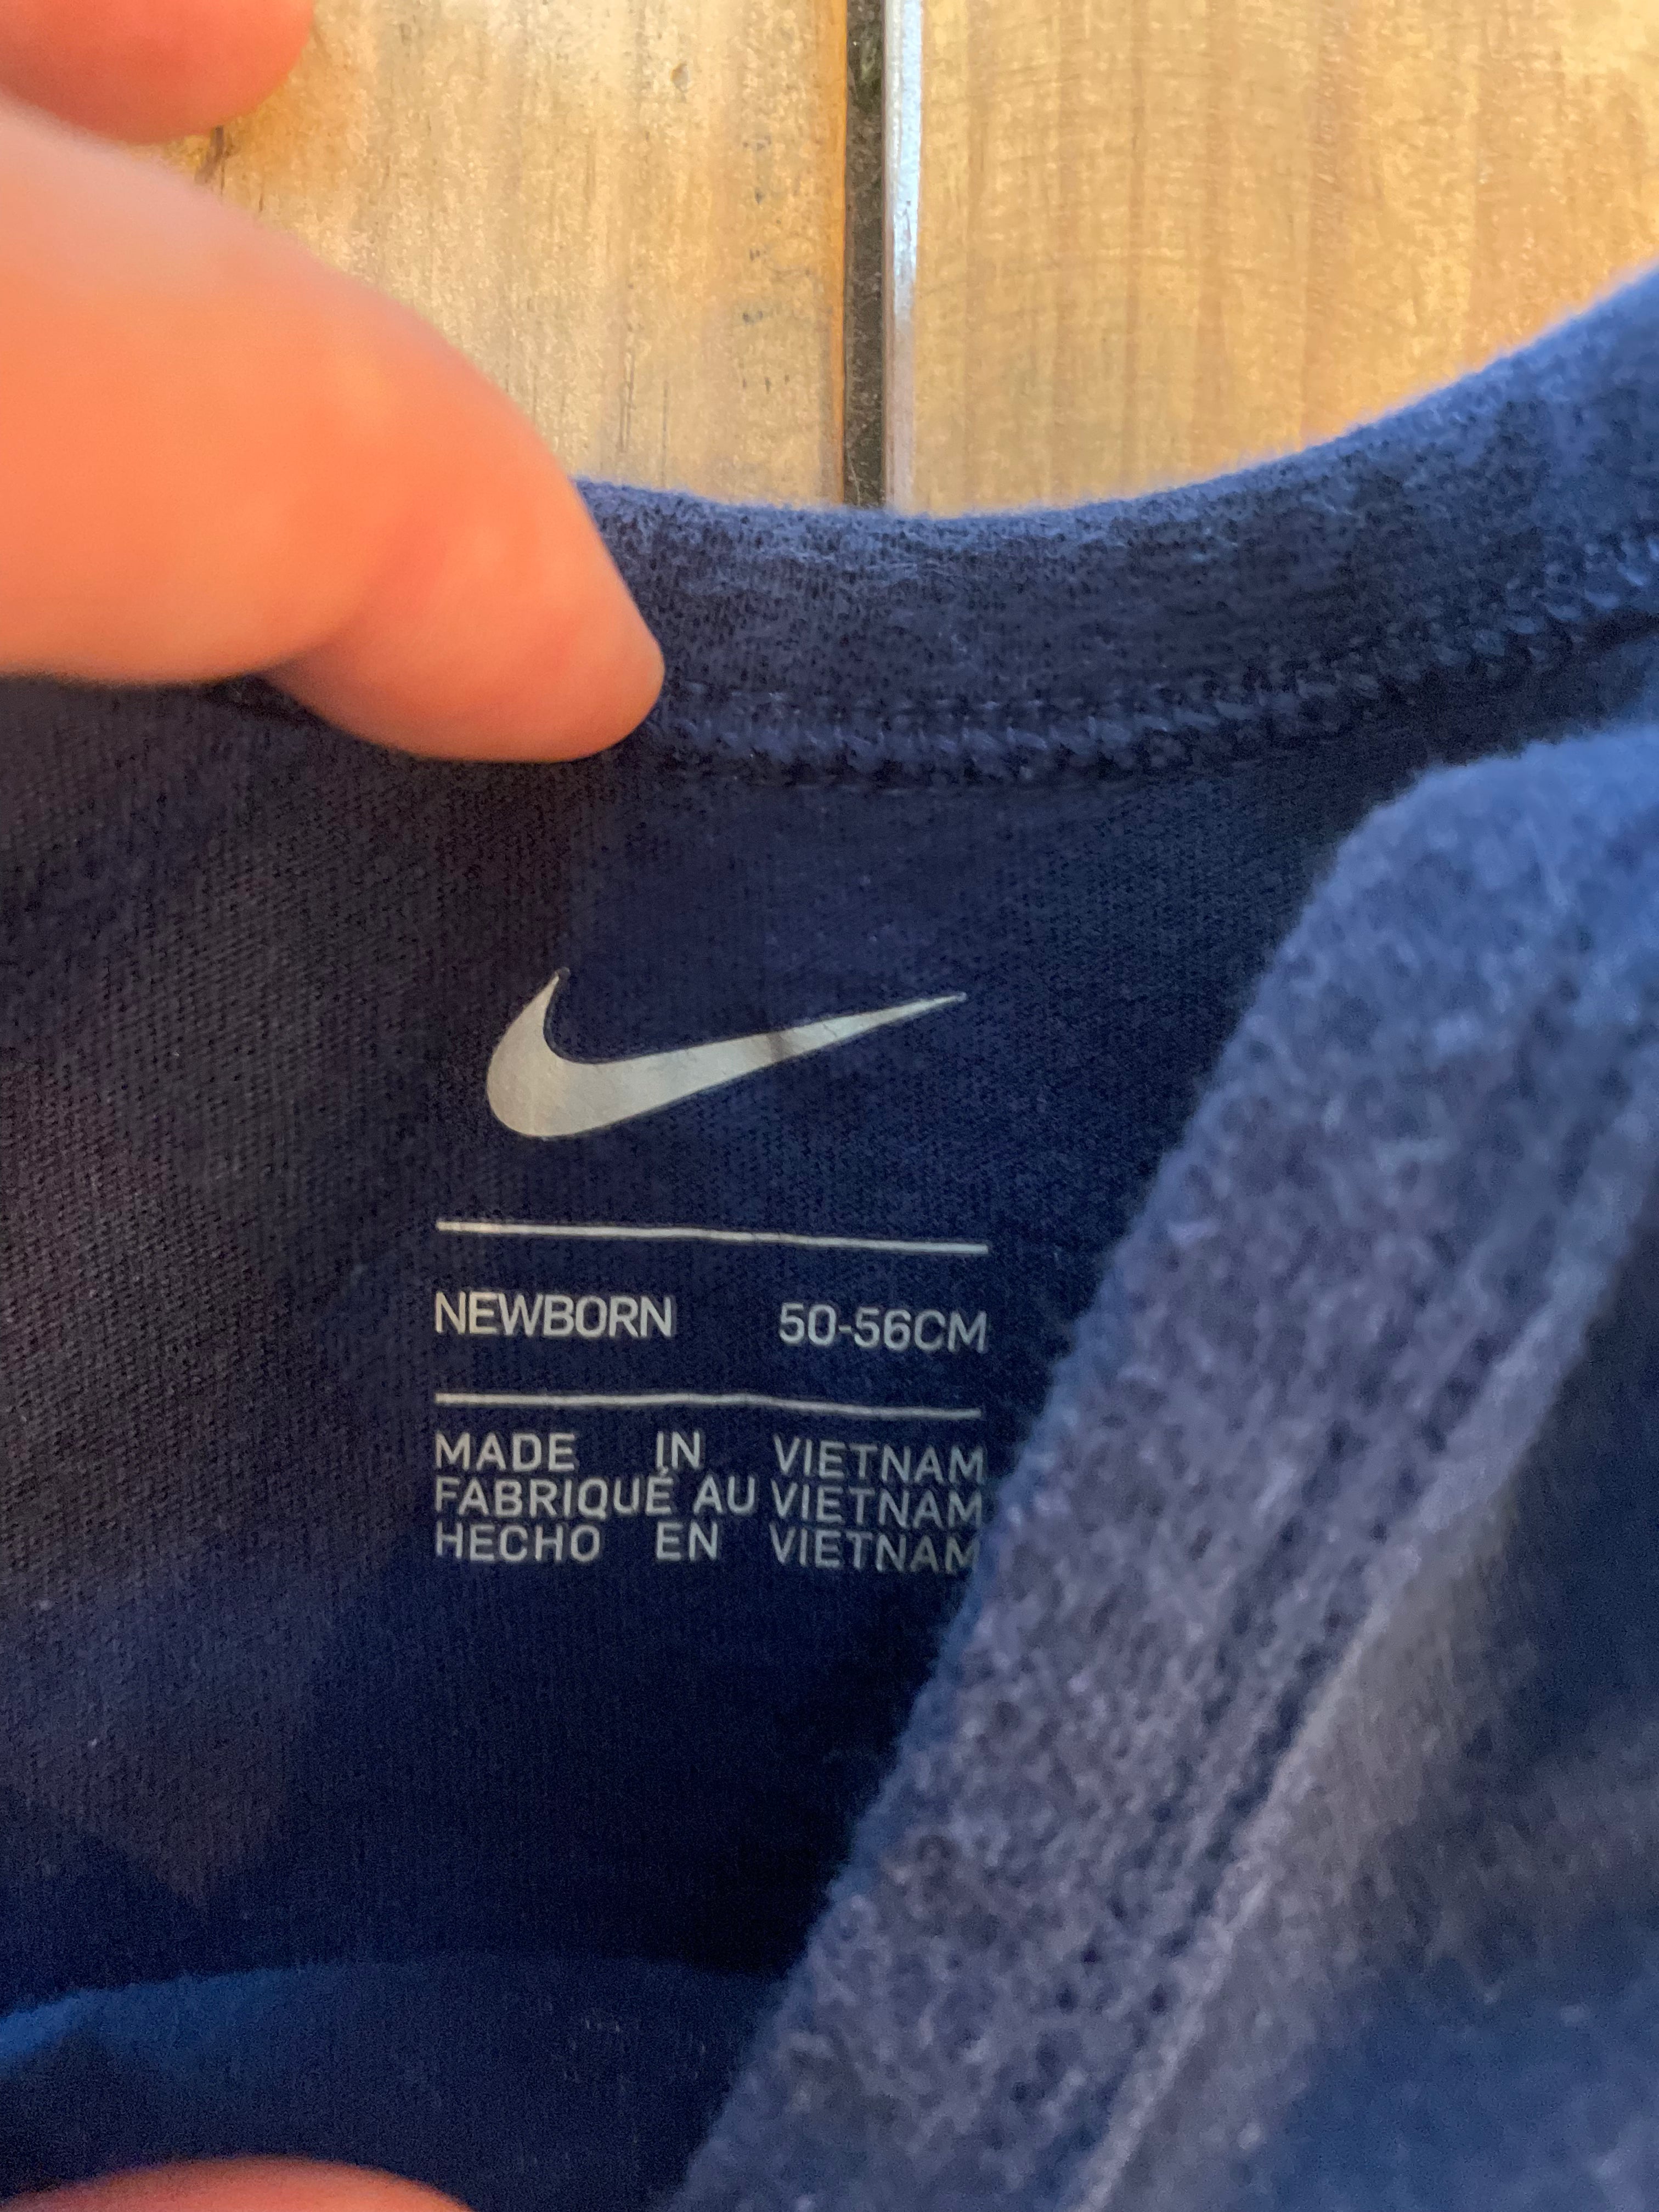 NEWBORN 50-56CM
MADE IN VIETNAM
FABRIQUÉ AU VIETNAM
HECHO EN VIETNAM